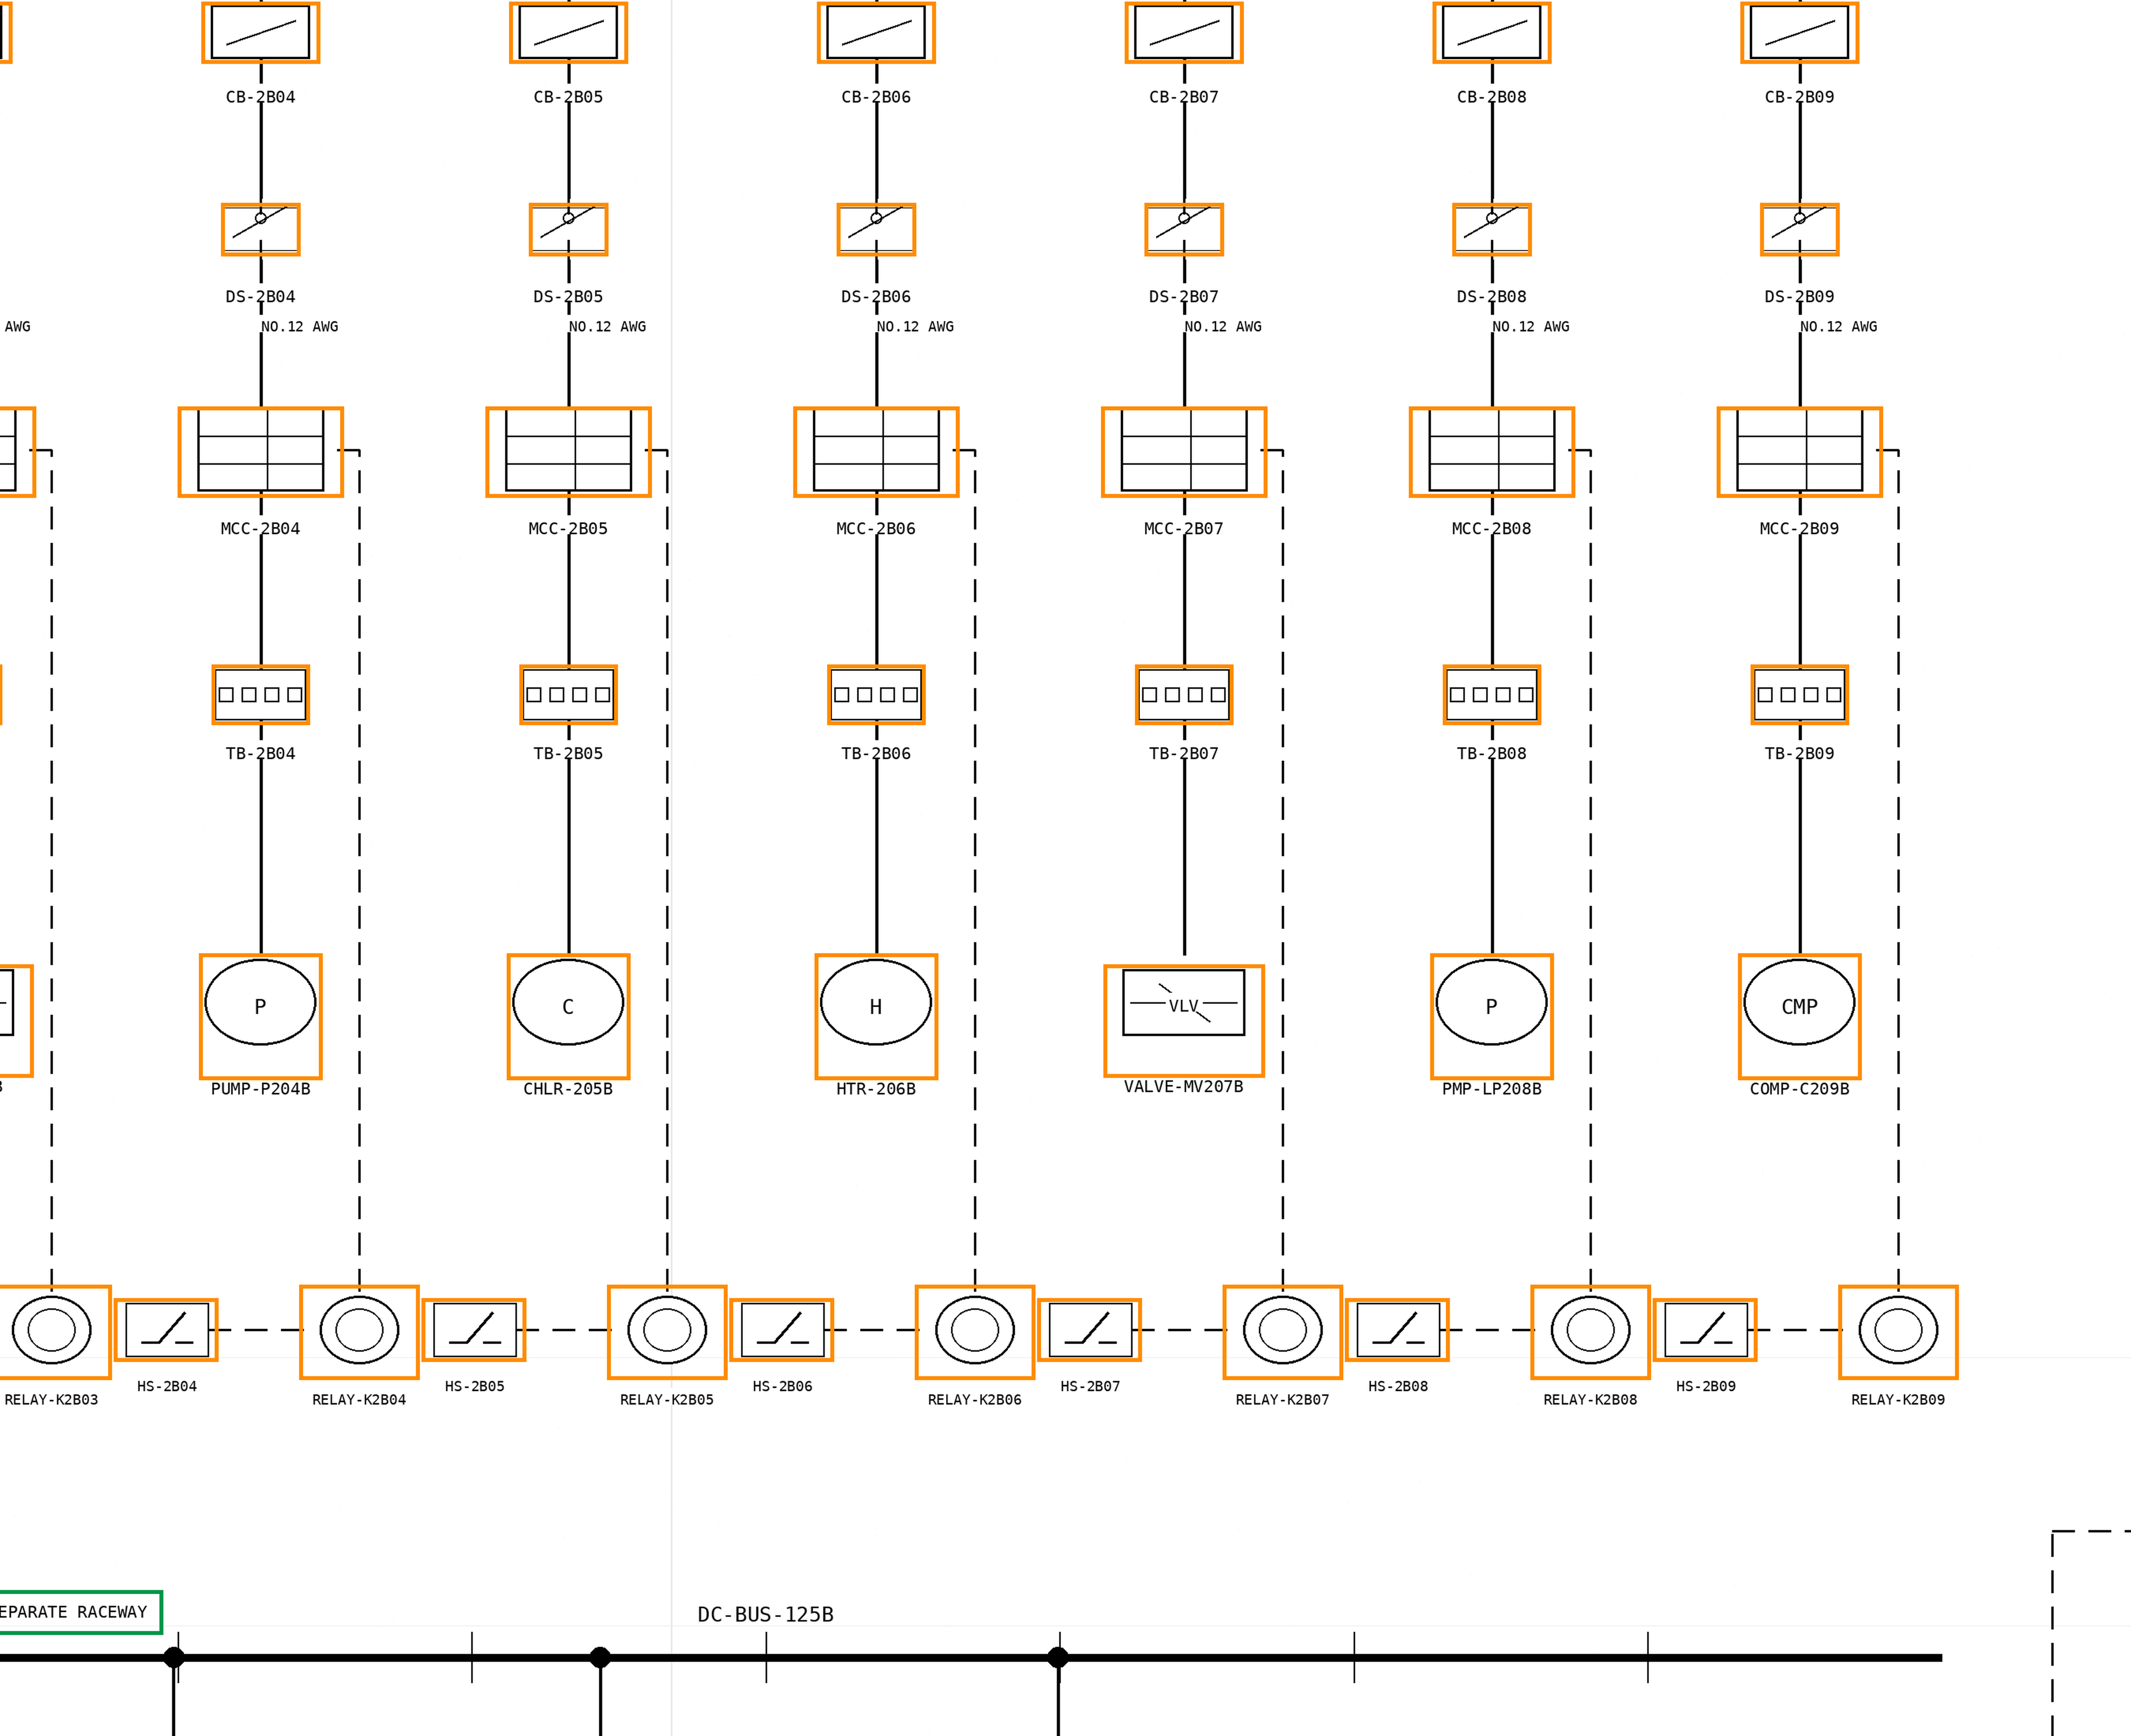 CB-2B04 CB-2B05 CB-2B06 CB-2B07 CB-2B08 CB-2B09
DS-2B04 DS-2B05 DS-2B06 DS-2B07 DS-2B08 DS-2B09
AWG NO.12 AWG NO.12 AWG NO.12 AWG NO.12 AWG NO.12 AWG NO.12 AWG
MCC-2B04 MCC-2B05 MCC-2B06 MCC-2B07 MCC-2B08 MCC-2B09
TB-2B04 TB-2B05 TB-2B06 TB-2B07 TB-2B08 TB-2B09
P C H VLV P CMP
PUMP-P204B CHLR-205B HTR-206B VALVE-MV207B PMP-LP208B COMP-C209B
HS-2B04 HS-2B05 HS-2B06 HS-2B07 HS-2B08 HS-2B09
RELAY-K2B03 RELAY-K2B04 RELAY-K2B05 RELAY-K2B06 RELAY-K2B07 RELAY-K2B08 RELAY-K2B09
EPARATE RACEWAY DC-BUS-125B